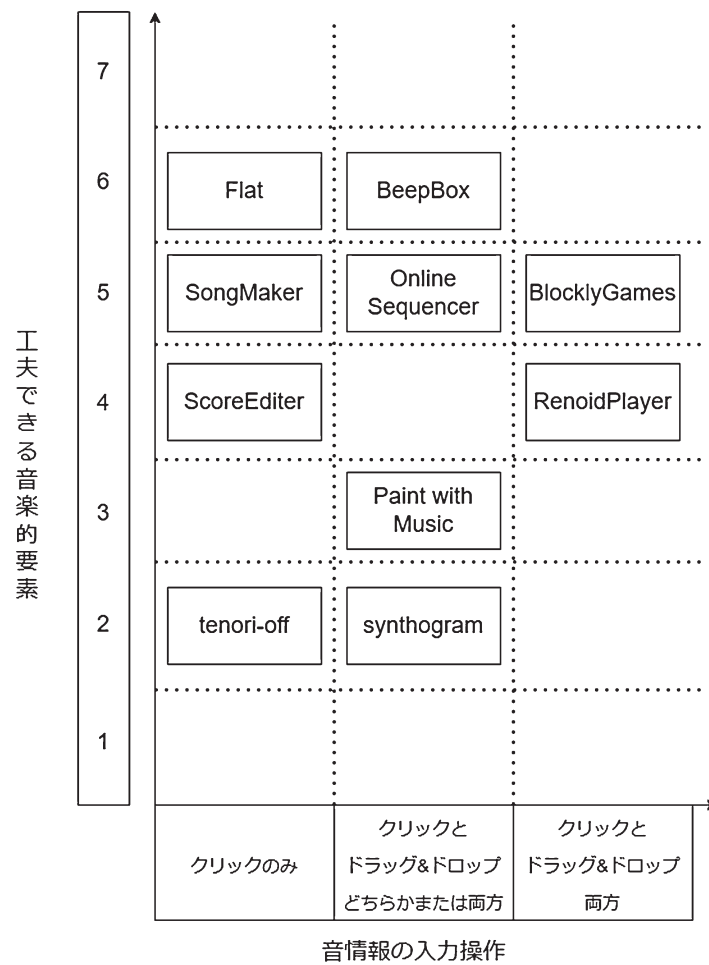 工夫できる音楽的要素
7
6
Flat
BeepBox
5
SongMaker
Online
Sequencer
BlocklyGames
4
ScoreEditer
RenoidPlayer
3
Paint with
Music
2
tenori-off
synthogram
1
クリックのみ
クリックと
ドラッグ&ドロップ
どちらかまたは両方
クリックと
ドラッグ&ドロップ
両方
音情報の入力操作